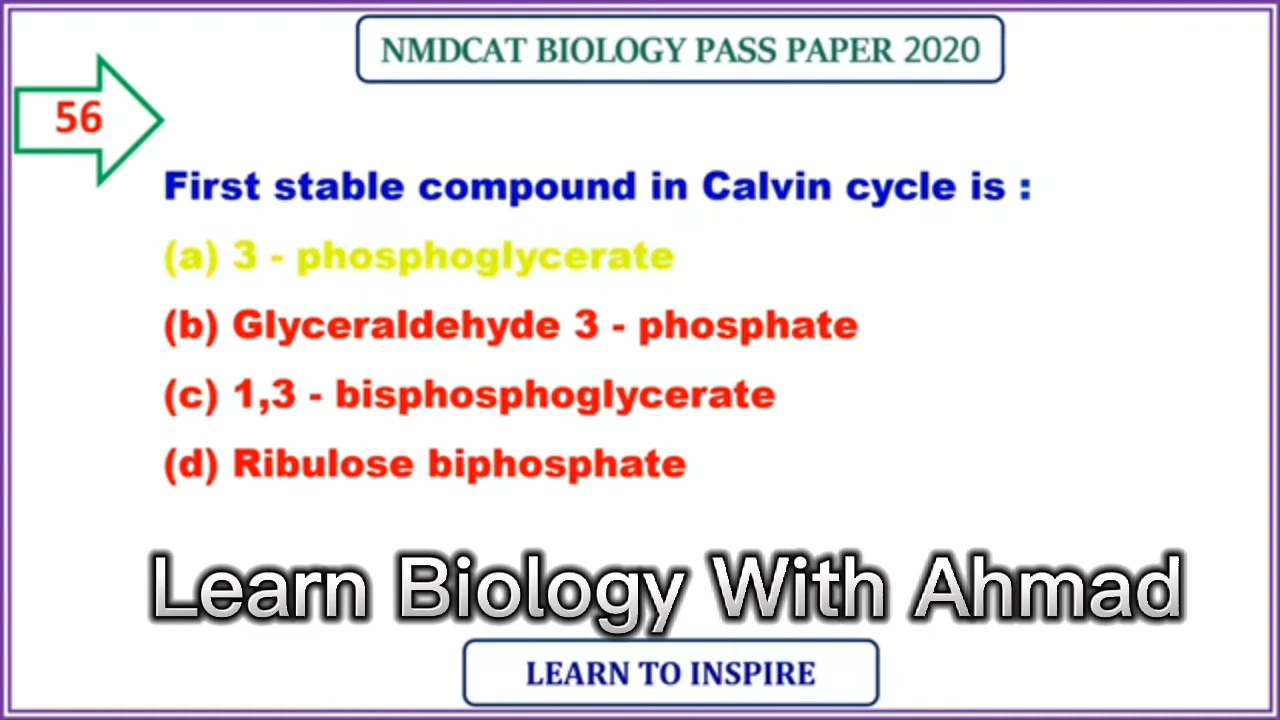 NMDCAT BIOLOGY PASS PAPER 2020
56
First stable compound in Calvin cycle is :
(a) 3 - phosphoglycerate
(b) Glyceraldehyde 3 - phosphate
(c) 1,3 - bisphosphoglycerate
(d) Ribulose biphosphate
Learn Biology With Ahmad
LEARN TO INSPIRE